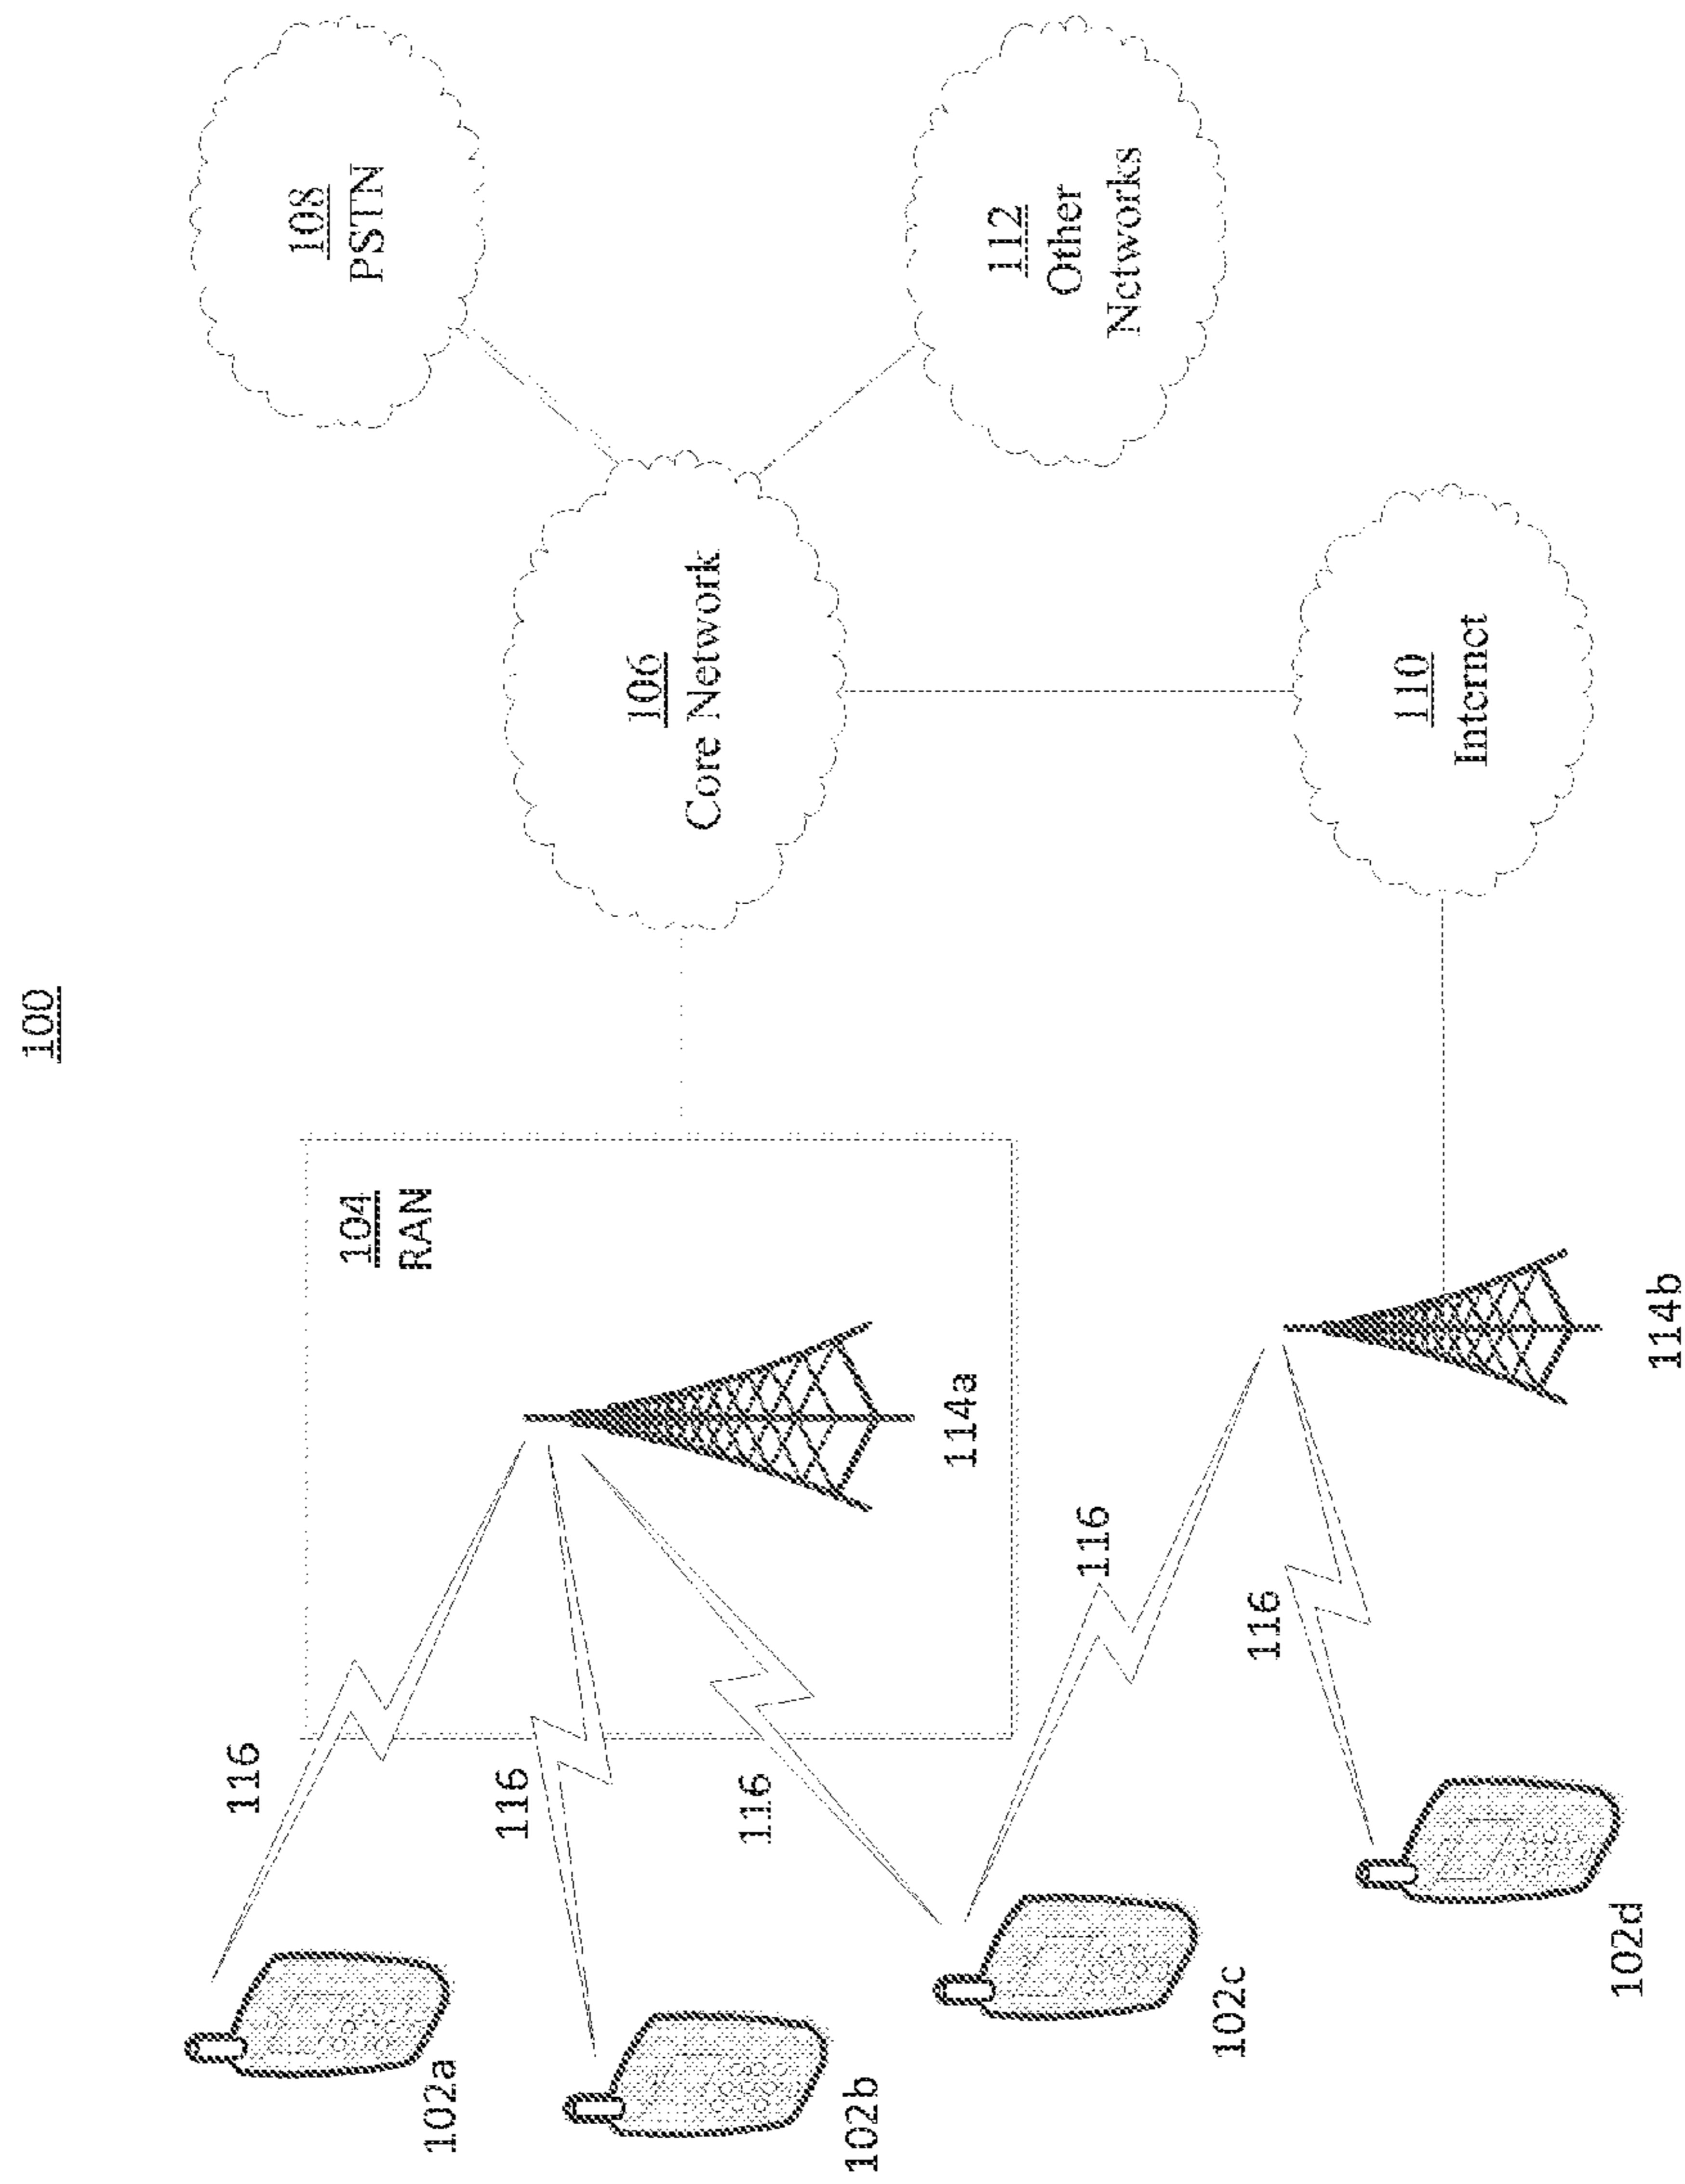 100
116
108
PSTN
104
RAN
102a
116
106
Core Network
116
102b
114a
112
Other
Networks
116
102c
116
110
Internet
102d
114b